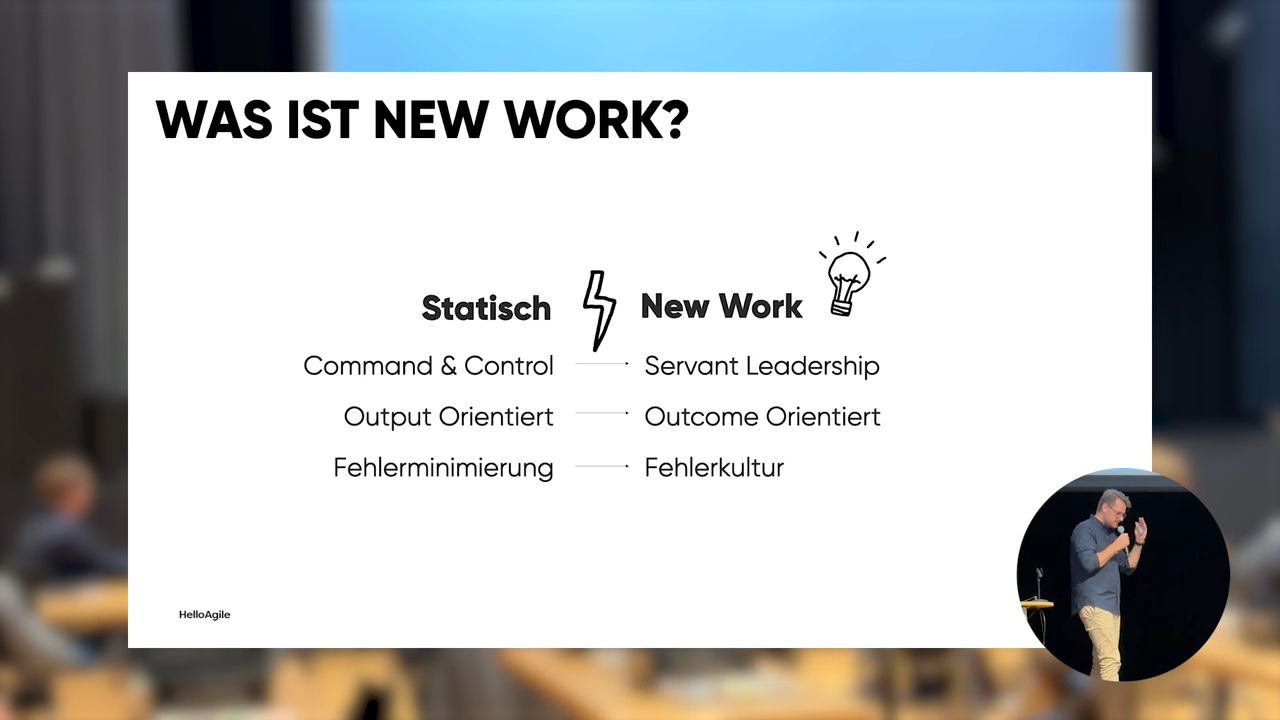 WAS IST NEW WORK?
Statisch New Work
Command & Control Servant Leadership
Output Orientiert Outcome Orientiert
Fehlerminimierung Fehlerkultur
HelloAgile